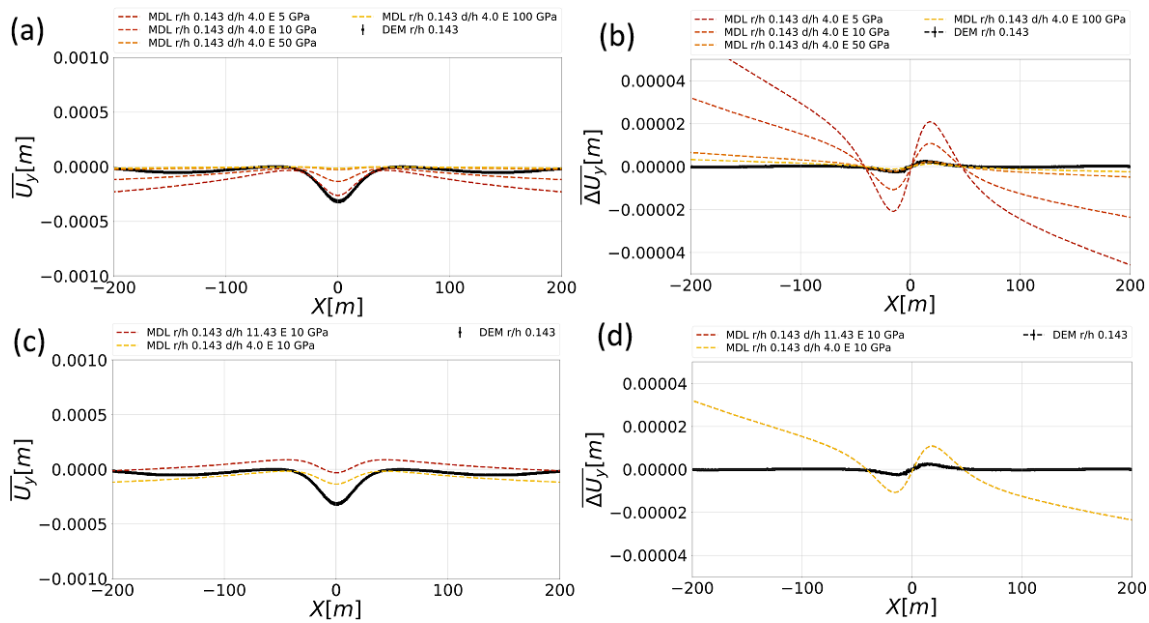 (a)
MDL r/h 0.143 d/h 4.0 E 5 GPa
MDL r/h 0.143 d/h 4.0 E 10 GPa
MDL r/h 0.143 d/h 4.0 E 50 GPa
MDL r/h 0.143 d/h 4.0 E 100 GPa
DEM r/h 0.143
0.0010
0.0005
0.0000
−0.0005
−0.0010
U_y[m]
−200
−100
0
100
200
X[m]
(b)
MDL r/h 0.143 d/h 4.0 E 5 GPa
MDL r/h 0.143 d/h 4.0 E 10 GPa
MDL r/h 0.143 d/h 4.0 E 50 GPa
MDL r/h 0.143 d/h 4.0 E 100 GPa
DEM r/h 0.143
0.00004
0.00002
0.00000
−0.00002
−0.00004
ΔU_y[m]
−200
−100
0
100
200
X[m]
(c)
MDL r/h 0.143 d/h 11.43 E 10 GPa
MDL r/h 0.143 d/h 4.0 E 10 GPa
DEM r/h 0.143
0.0010
0.0005
0.0000
−0.0005
−0.0010
U_y[m]
−200
−100
0
100
200
X[m]
(d)
MDL r/h 0.143 d/h 11.43 E 10 GPa
MDL r/h 0.143 d/h 4.0 E 10 GPa
DEM r/h 0.143
0.00004
0.00002
0.00000
−0.00002
−0.00004
ΔU_y[m]
−200
−100
0
100
200
X[m]